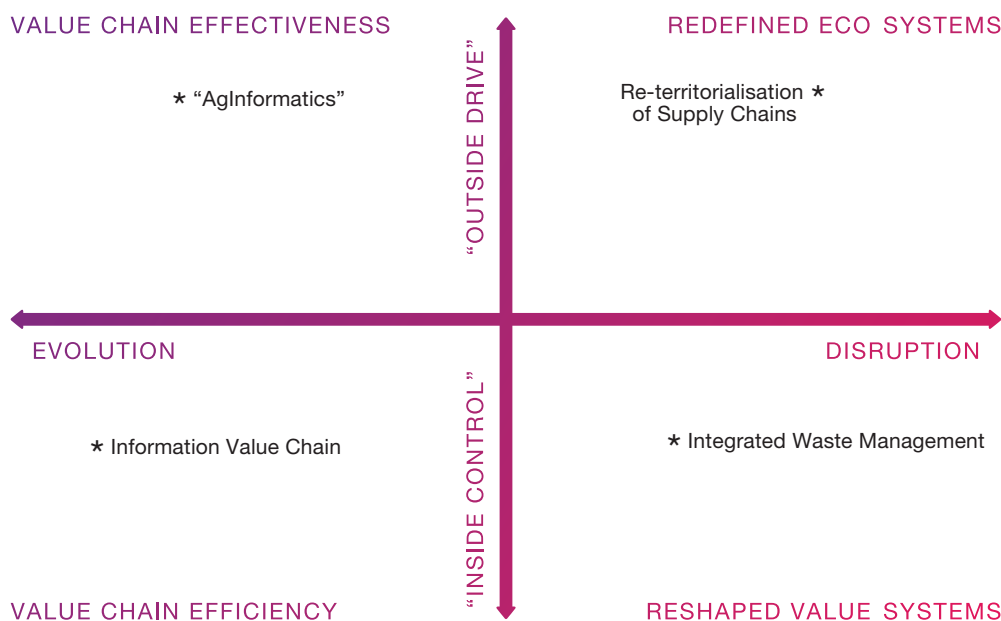 VALUE CHAIN EFFECTIVENESS
REDEFINED ECO SYSTEMS
* “AgInformatics”
Re-territorialisation *
of Supply Chains
“OUTSIDE DRIVE”
EVOLUTION
DISRUPTION
“INSIDE CONTROL”
* Information Value Chain
* Integrated Waste Management
VALUE CHAIN EFFICIENCY
RESHAPED VALUE SYSTEMS